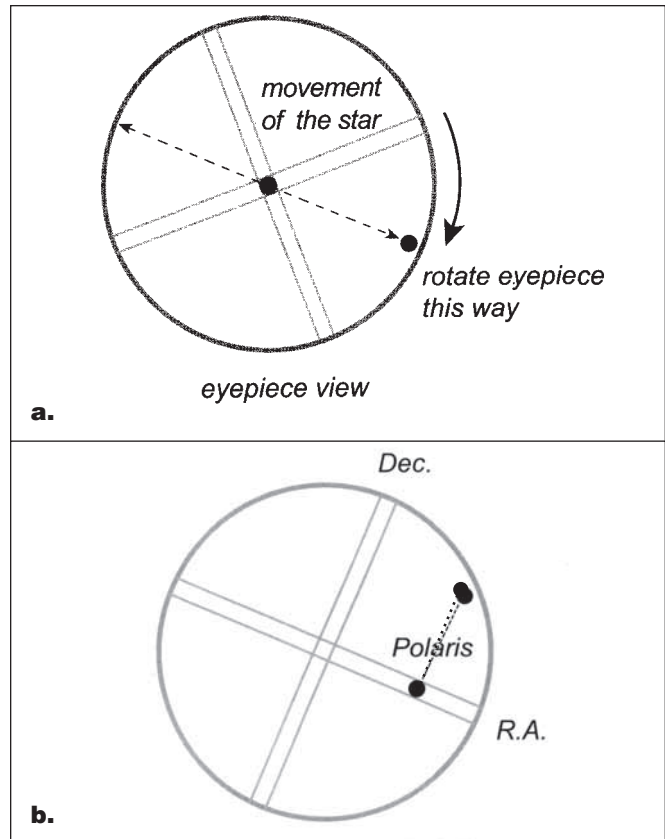 movement
of the star
rotate eyepiece
this way
eyepiece view
a.
Dec.
Polaris
R.A.
b.